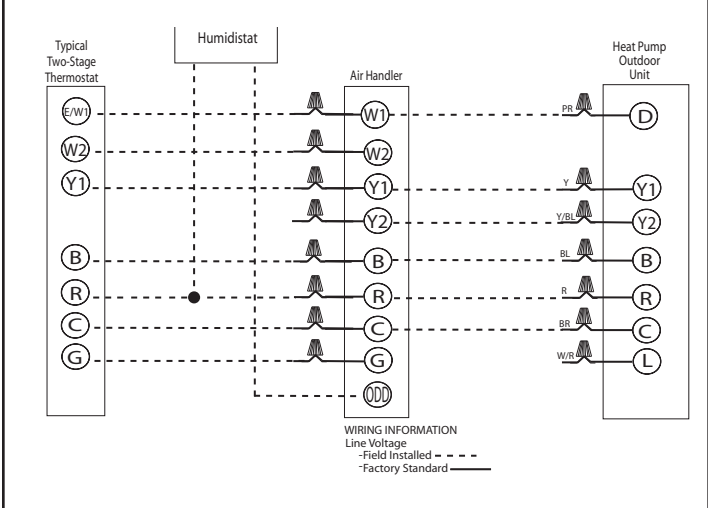 Humidistat
Typical
Two-Stage
Thermostat
Air Handler
Heat Pump
Outdoor
Unit
E/W1
W1
PR
D
W2
W2
Y1
Y1
Y
Y1
Y2
Y/BL
Y2
B
B
BL
B
R
R
R
R
C
C
BR
C
G
G
W/R
L
ODD
WIRING INFORMATION
Line Voltage
-Field Installed
-Factory Standard